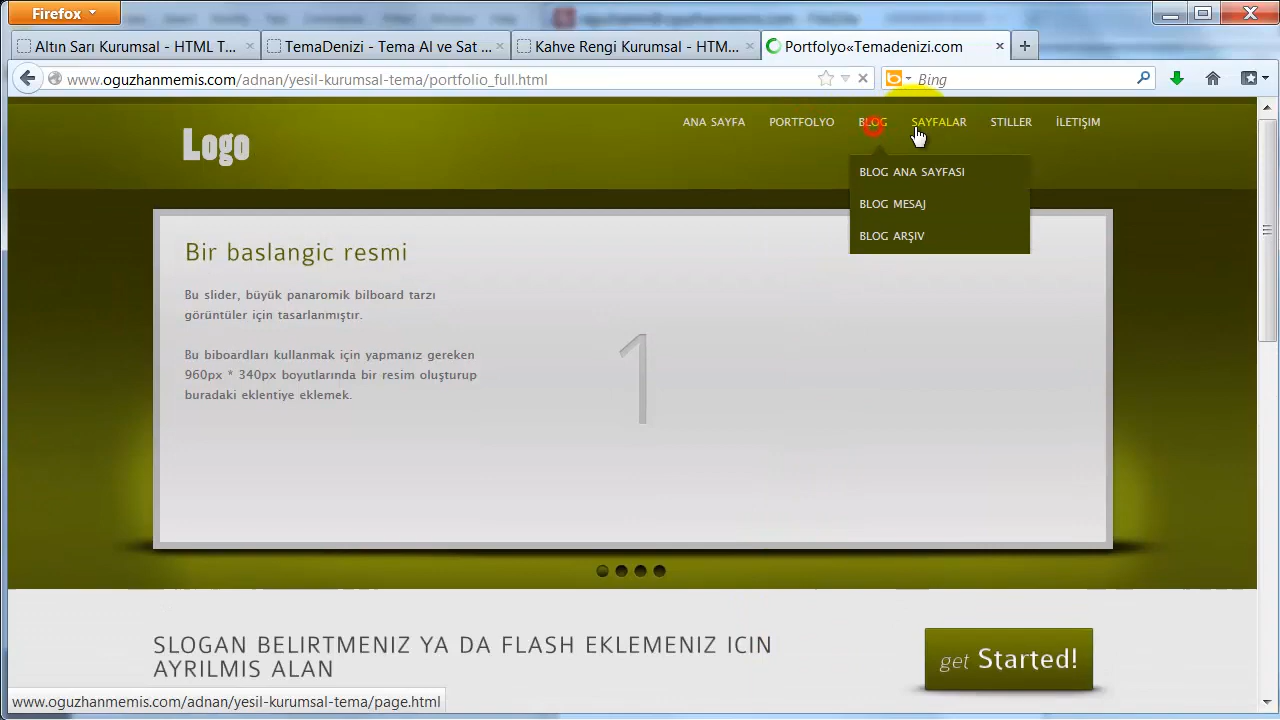 Firefox
Altın Sarı Kurumsal - HTML T...
TemaDenizi - Tema Al ve Sat ...
Kahve Rengi Kurumsal - HTM...
Portfolyo«Temadenizi.com
www.oguzhanmemis.com/adnan/yesil-kurumsal-tema/portfolio_full.html
Bing
Logo
ANA SAYFA
PORTFOLYO
BLOG
SAYFALAR
STILLER
İLETIŞIM
BLOG ANA SAYFASI
BLOG MESAJ
BLOG ARŞIV
Bir baslangic resmi
Bu slider, büyük panaromik bilboard tarzı
görüntüler için tasarlanmıştır.
Bu biboardları kullanmak için yapmanız gereken
960px * 340px boyutlarında bir resim oluşturup
buradaki eklentiye eklemek.
1
SLOGAN BELIRTMENIZ YA DA FLASH EKLEMENIZ ICIN
AYRILMIS ALAN
get Started!
www.oguzhanmemis.com/adnan/yesil-kurumsal-tema/page.html